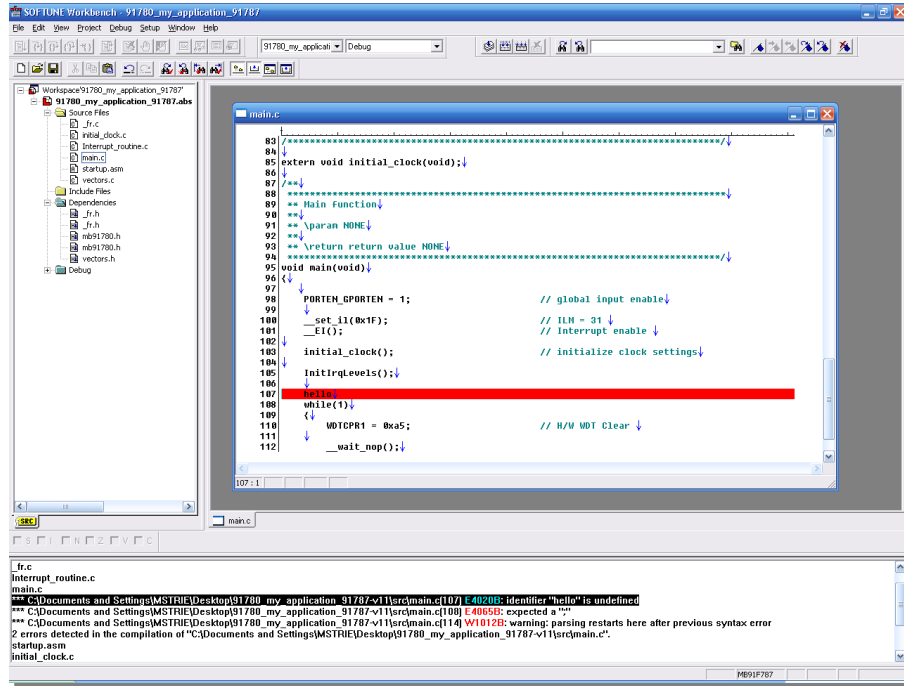 SOFTUNE Workbench - 91780_my_application_91787
File Edit View Project Debug Setup Window Help
91780_my_applicati Debug
Workspace'91780_my_application_91787'
91780_my_application_91787.abs
Source Files
_fr.c
initial_clock.c
Interrupt_routine.c
main.c
startup.asm
vectors.c
Include Files
Dependencies
_fr.h
_fr.h
mb91780.h
mb91780.h
vectors.h
Debug
SRC
main.c
83 /****************************************************************************/↓
84 ↓
85 extern void initial_clock(void);↓
86 ↓
87 /**↓
88 *****************************************************************************↓
89 ** Main function↓
90 **↓
91 ** \param NONE↓
92 **↓
93 ** \return return value NONE↓
94 ****************************************************************************/↓
95 void main(void)↓
96 {↓
97 ↓
98 PORTEN_GPORTEN = 1; // global input enable↓
99 ↓
100 __set_il(0x1F); // ILM = 31 ↓
101 __EI(); // Interrupt enable ↓
102 ↓
103 initial_clock(); // initialize clock settings↓
104 ↓
105 InitIrqLevels();↓
106 ↓
107 hello↓
108 while(1)↓
109 {↓
110 WDTCPR1 = 0xa5; // H/W WDT Clear ↓
111 ↓
112 __wait_nop();↓
107 : 1
main.c
S I N Z V C
_fr.c
Interrupt_routine.c
main.c
*** C:\Documents and Settings\MSTRIE\Desktop\91780_my_application_91787-v11\src\main.c(107) E4020B: identifier "hello" is undefined
*** C:\Documents and Settings\MSTRIE\Desktop\91780_my_application_91787-v11\src\main.c(108) E4065B: expected a ";"
*** C:\Documents and Settings\MSTRIE\Desktop\91780_my_application_91787-v11\src\main.c(114) W1012B: warning: parsing restarts here after previous syntax error
2 errors detected in the compilation of "C:\Documents and Settings\MSTRIE\Desktop\91780_my_application_91787-v11\src\main.c".
startup.asm
initial_clock.c
MB91F787